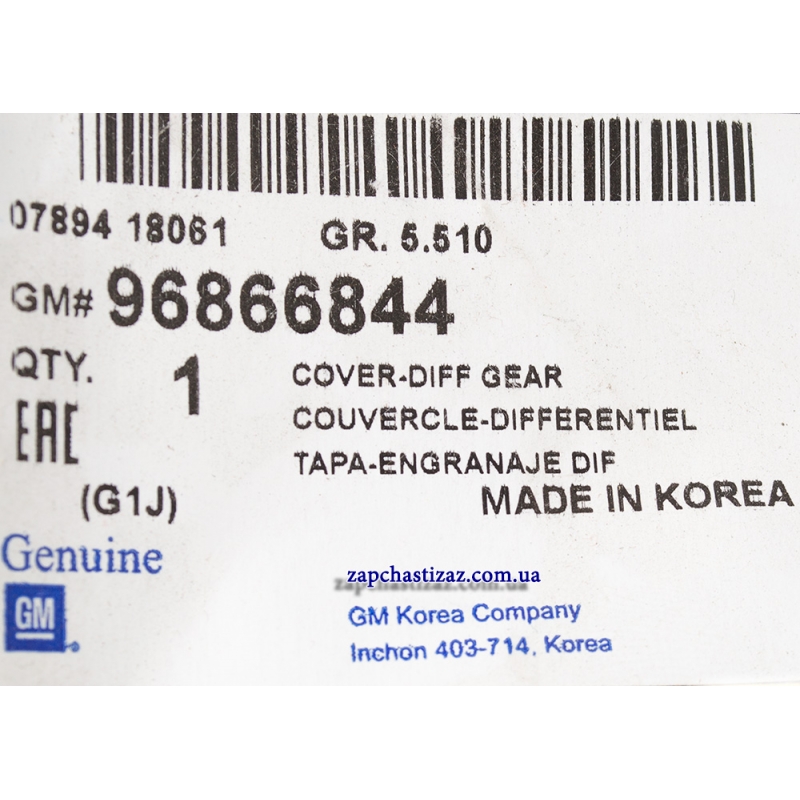 07894 18061 GR. 5.510
GM# 96866844
QTY. 1
COVER-DIFF GEAR
COUVERCLE-DIFFERENTIEL
TAPA-ENGRANAJE DIF
EAC
(G1J) MADE IN KOREA
Genuine
GM
zapchastizaz.com.ua
GM Korea Company
Inchon 403-714, Korea